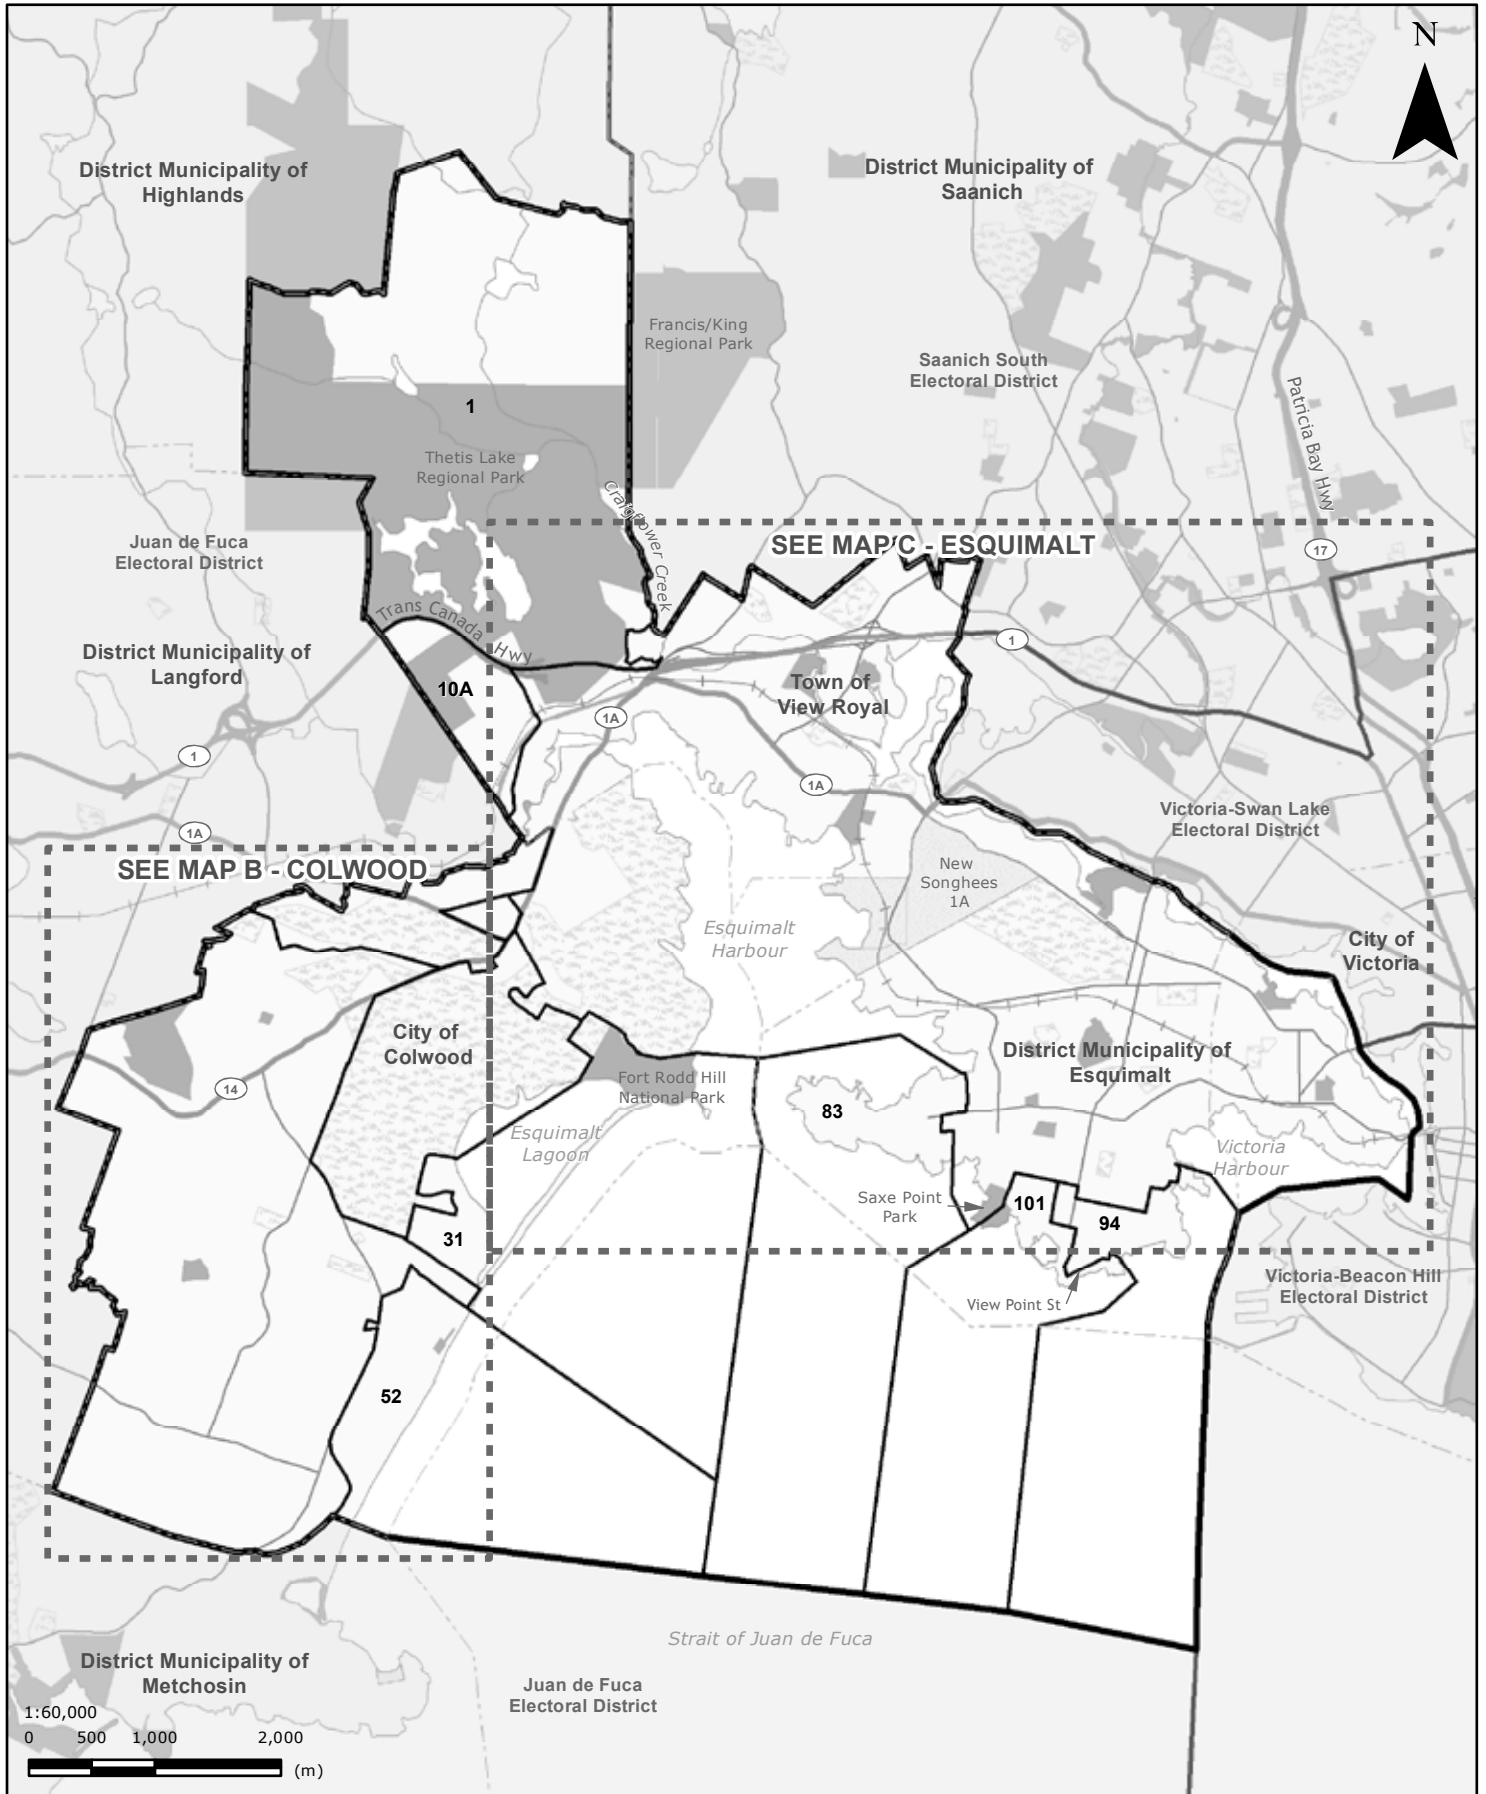 N
District Municipality of
Highlands
District Municipality of
Saanich
Francis/King
Regional Park
Saanich South
Electoral District
Patricia Bay Hwy
1
Thetis Lake
Regional Park
Craigflower Creek
Juan de Fuca
Electoral District
SEE MAP C - ESQUIMALT
17
Trans Canada Hwy
1
District Municipality of
Langford
10A
Town of
View Royal
1A
1
1A
1A
Victoria-Swan Lake
Electoral District
SEE MAP B - COLWOOD
New
Songhees
1A
Esquimalt
Harbour
City of
Victoria
City of
Colwood
District Municipality of
Esquimalt
14
Fort Rodd Hill
National Park
83
Esquimalt
Lagoon
Victoria
Harbour
Saxe Point
Park
101
94
31
View Point St
Victoria-Beacon Hill
Electoral District
52
Strait of Juan de Fuca
District Municipality of
Metchosin
Juan de Fuca
Electoral District
1:60,000
0 500 1,000 2,000
(m)